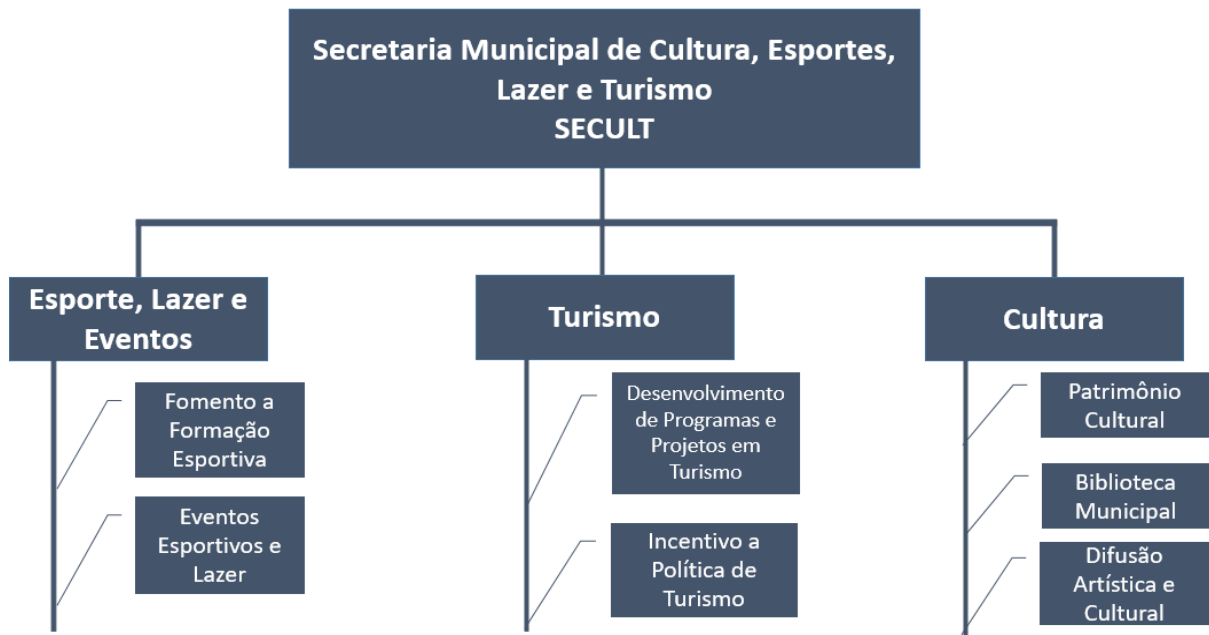 Secretaria Municipal de Cultura, Esportes,
Lazer e Turismo
SECULT
Esporte, Lazer e
Eventos
Fomento a
Formação
Esportiva
Eventos
Esportivos e
Lazer
Turismo
Desenvolvimento
de Programas e
Projetos em
Turismo
Incentivo a
Política de
Turismo
Cultura
Patrimônio
Cultural
Biblioteca
Municipal
Difusão
Artística e
Cultural